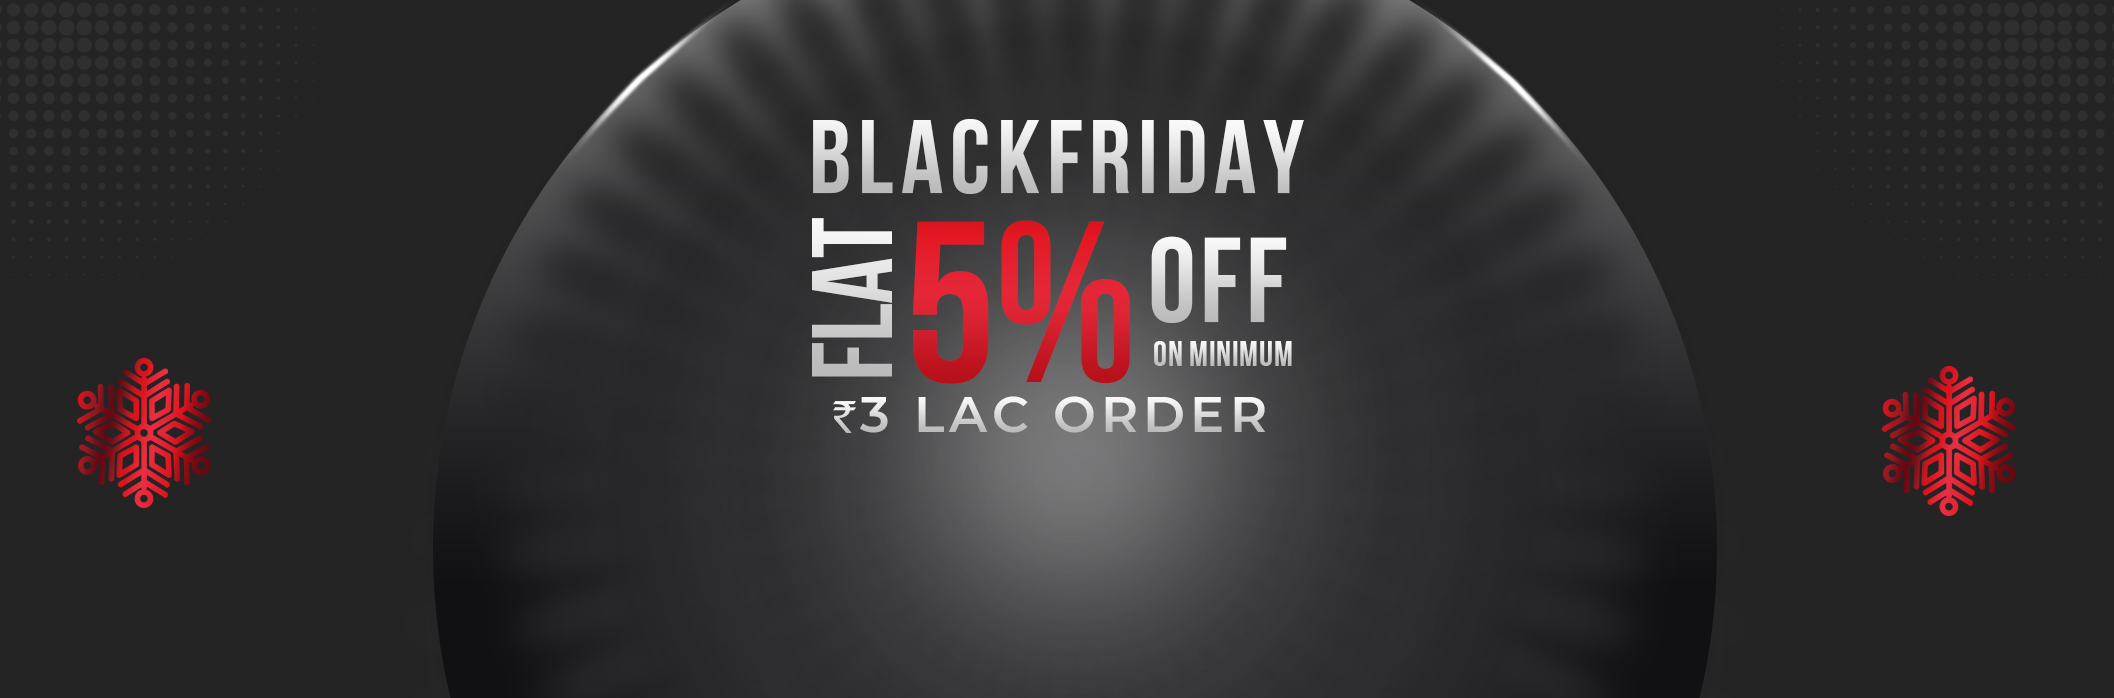 BLACKFRIDAY
FLAT 5% OFF
ON MINIMUM
₹3 LAC ORDER